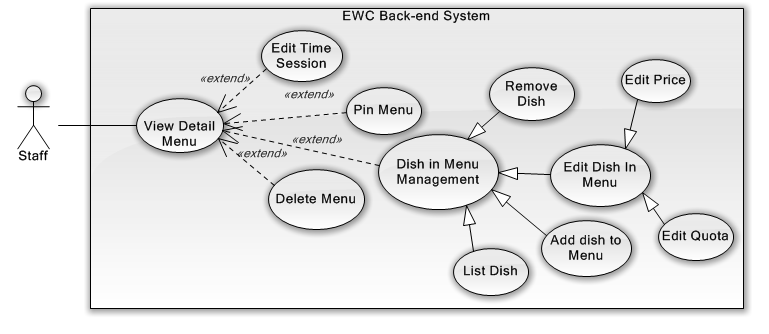 EWC Back-end System
Edit Time
Session
«extend»
Remove
Dish
Edit Price
«extend»
Pin Menu
View Detail
Menu
«extend»
Staff
«extend»
Dish in Menu
Management
Edit Dish In
Menu
Delete Menu
Add dish to
Menu
Edit Quota
List Dish